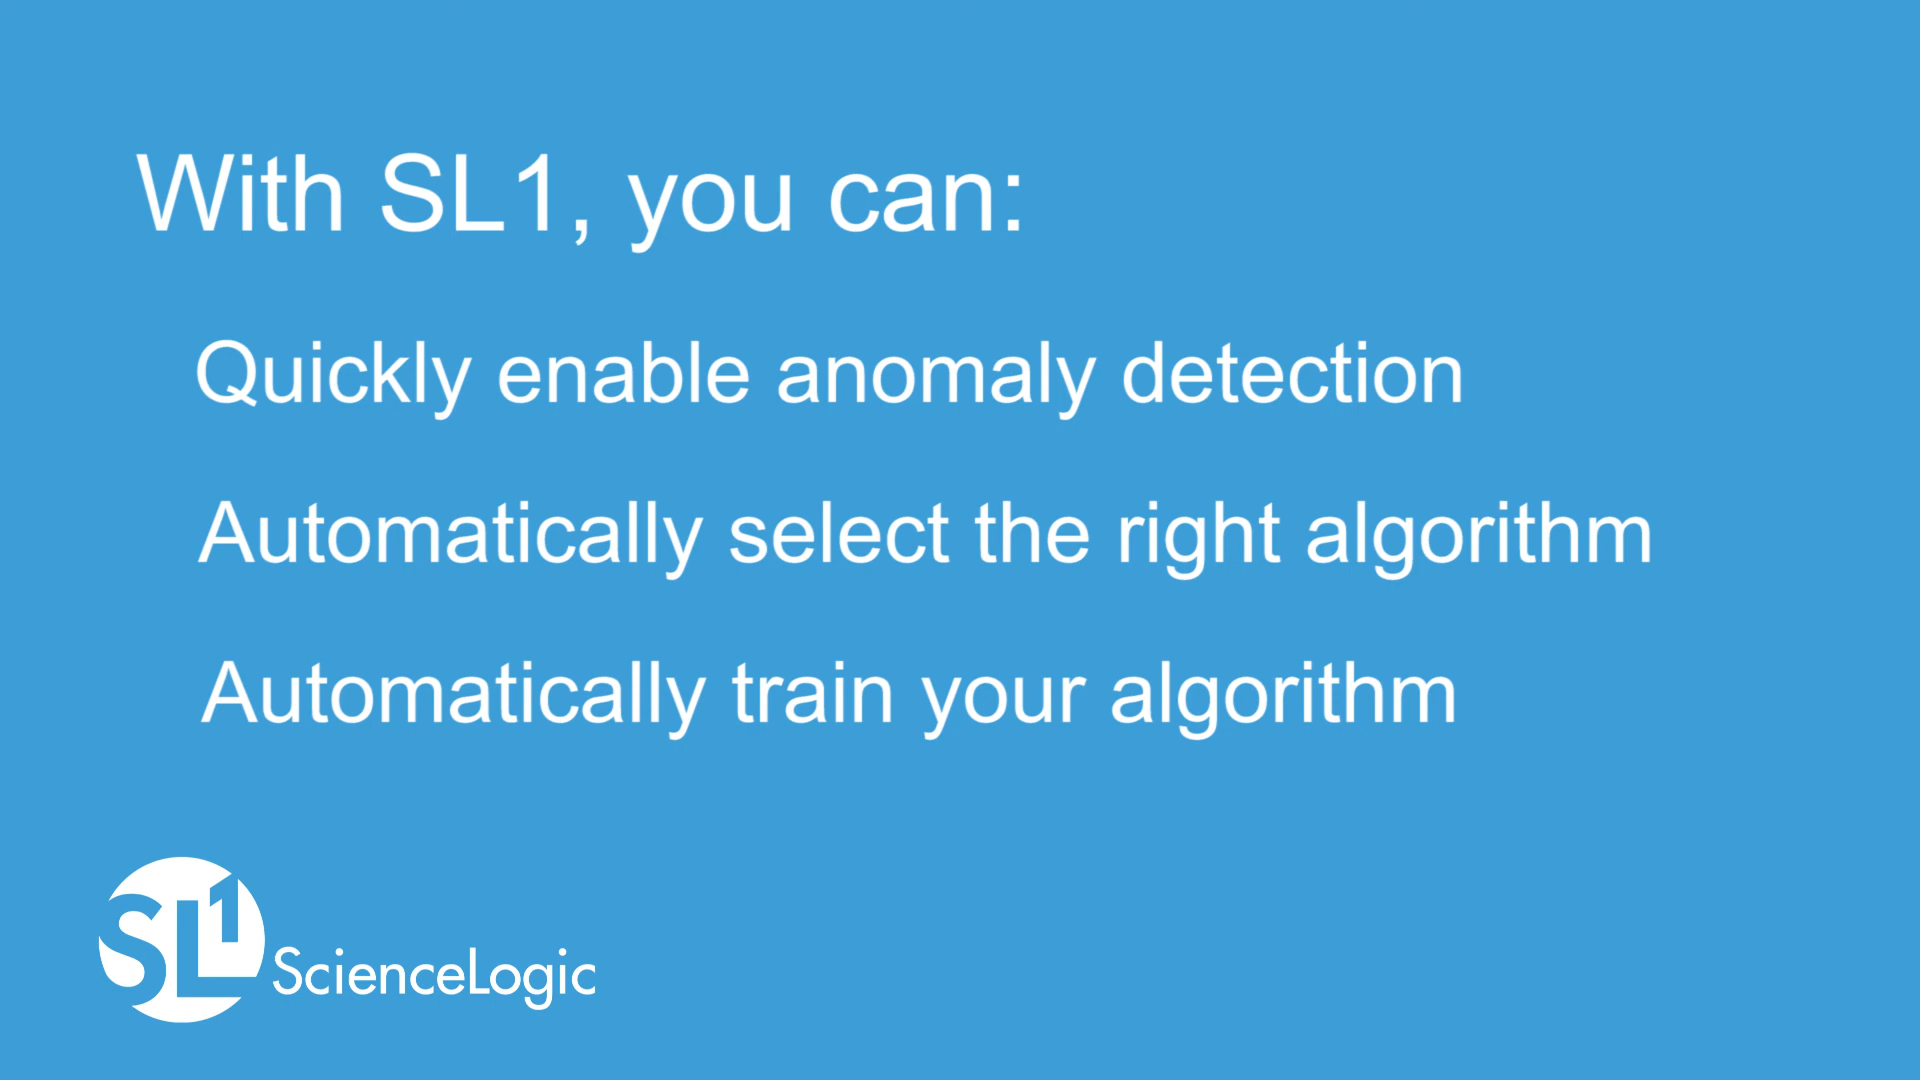 With SL1, you can:
Quickly enable anomaly detection
Automatically select the right algorithm
Automatically train your algorithm
SL1
ScienceLogic